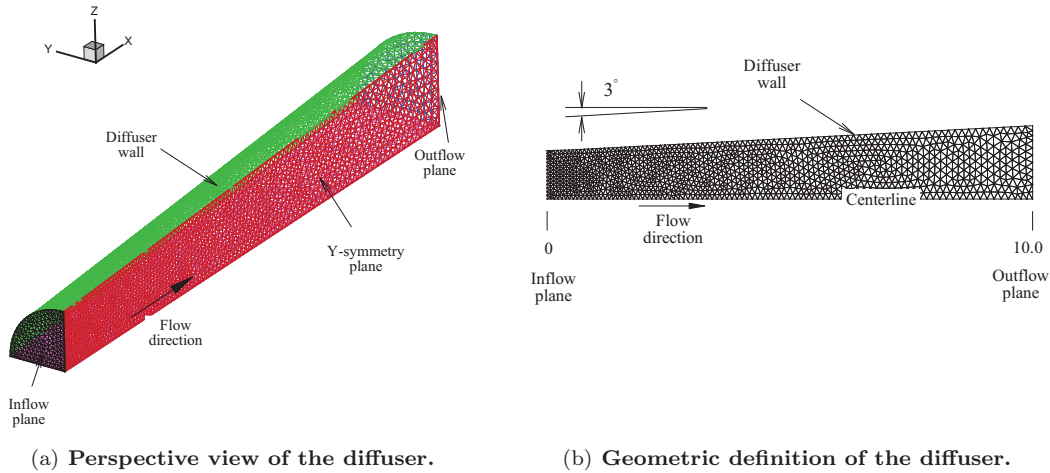 Z
Y
X
Diffuser
wall
Outflow
plane
Y-symmetry
plane
Flow
direction
Inflow
plane
(a) Perspective view of the diffuser.
3°
Diffuser
wall
Centerline
Flow
direction
0
10.0
Inflow
plane
Outflow
plane
(b) Geometric definition of the diffuser.